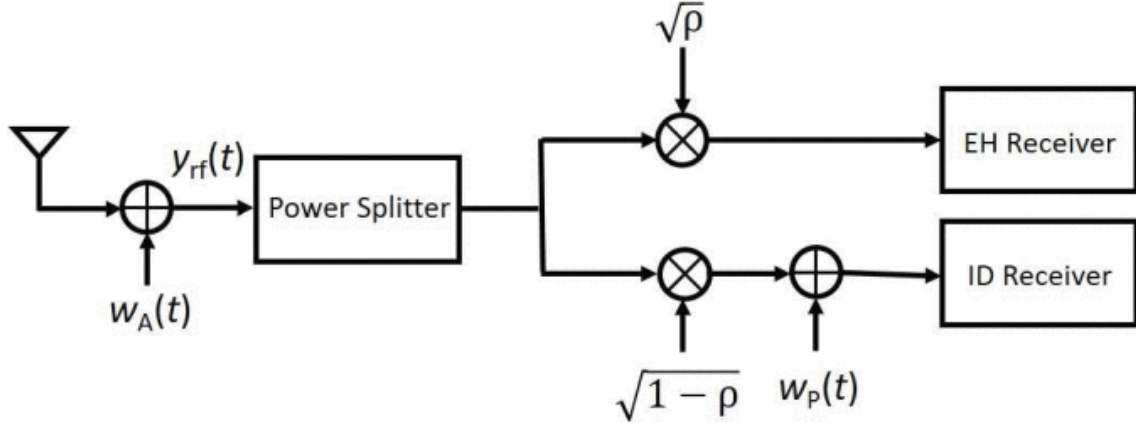 √ρ
EH Receiver
y_rf(t)
Power Splitter
w_A(t)
ID Receiver
√1 − ρ
w_P(t)